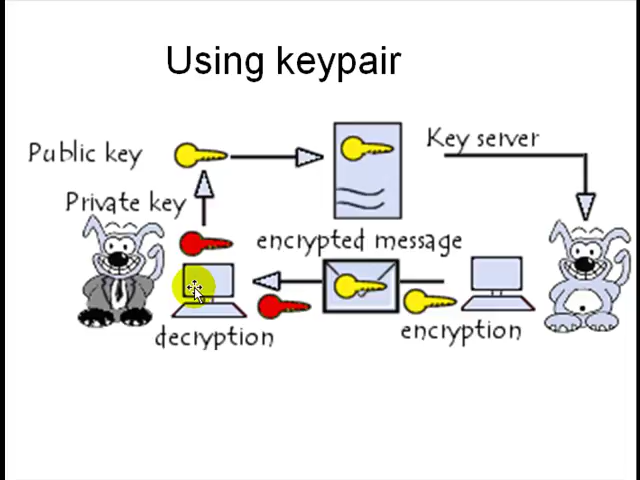 Using keypair
Public key
Key server
Private key
encrypted message
decryption
encryption